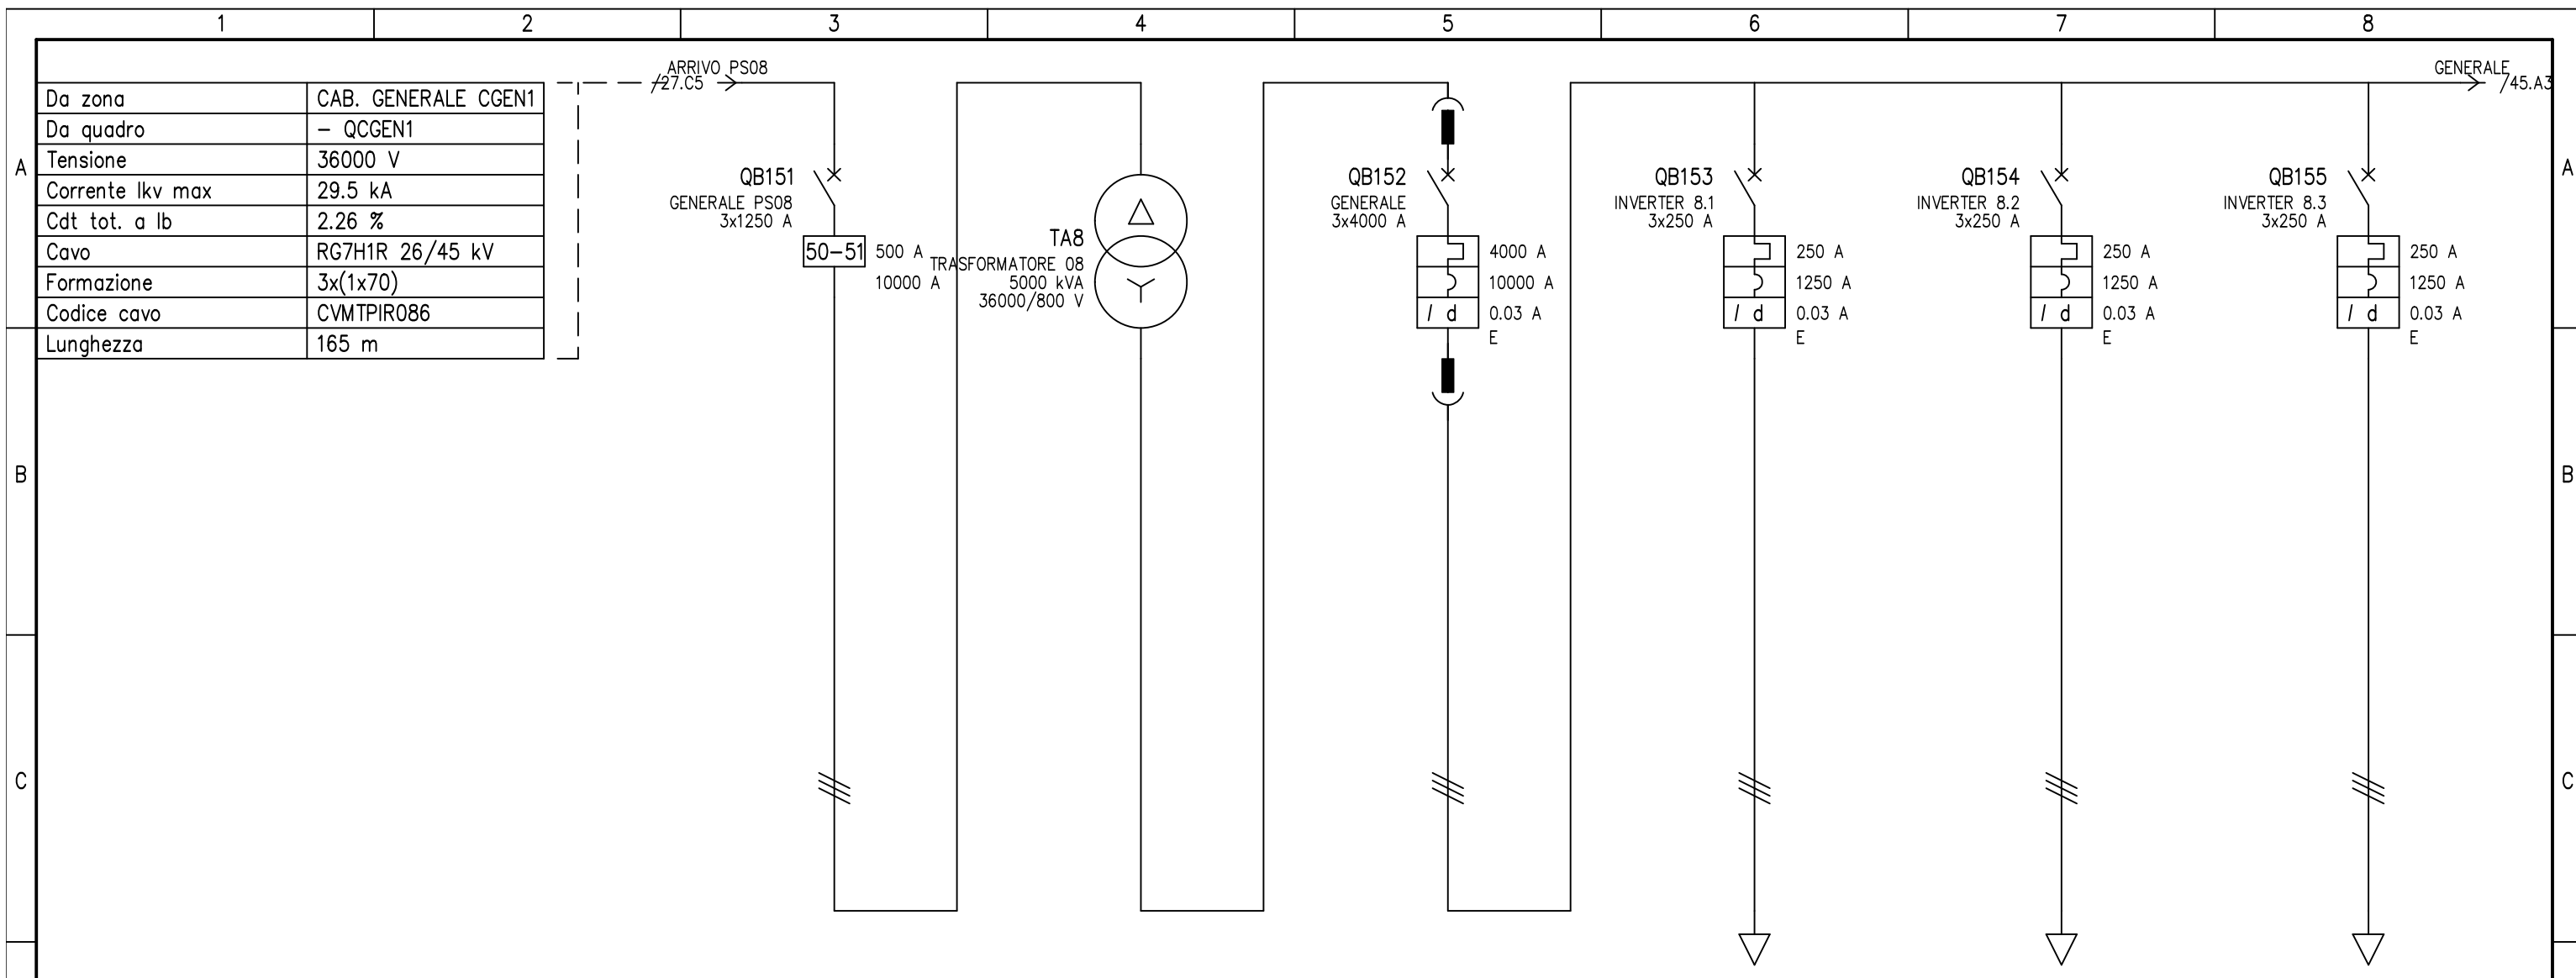 1 2 3 4 5 6 7 8
ARRIVO PS08
/27.C5
GENERALE
/45.A3
Da zona CAB. GENERALE CGEN1
Da quadro – QCGEN1
Tensione 36000 V
Corrente Ikv max 29.5 kA
Cdt tot. a Ib 2.26 %
Cavo RG7H1R 26/45 kV
Formazione 3x(1x70)
Codice cavo CVMTPIR086
Lunghezza 165 m
A
B
C
QB151
GENERALE PS08
3x1250 A
50-51
500 A
10000 A
TA8
TRASFORMATORE 08
5000 kVA
36000/800 V
QB152
GENERALE
3x4000 A
4000 A
10000 A
I d 0.03 A
E
QB153
INVERTER 8.1
3x250 A
250 A
1250 A
I d 0.03 A
E
QB154
INVERTER 8.2
3x250 A
250 A
1250 A
I d 0.03 A
E
QB155
INVERTER 8.3
3x250 A
250 A
1250 A
I d 0.03 A
E
A
B
C